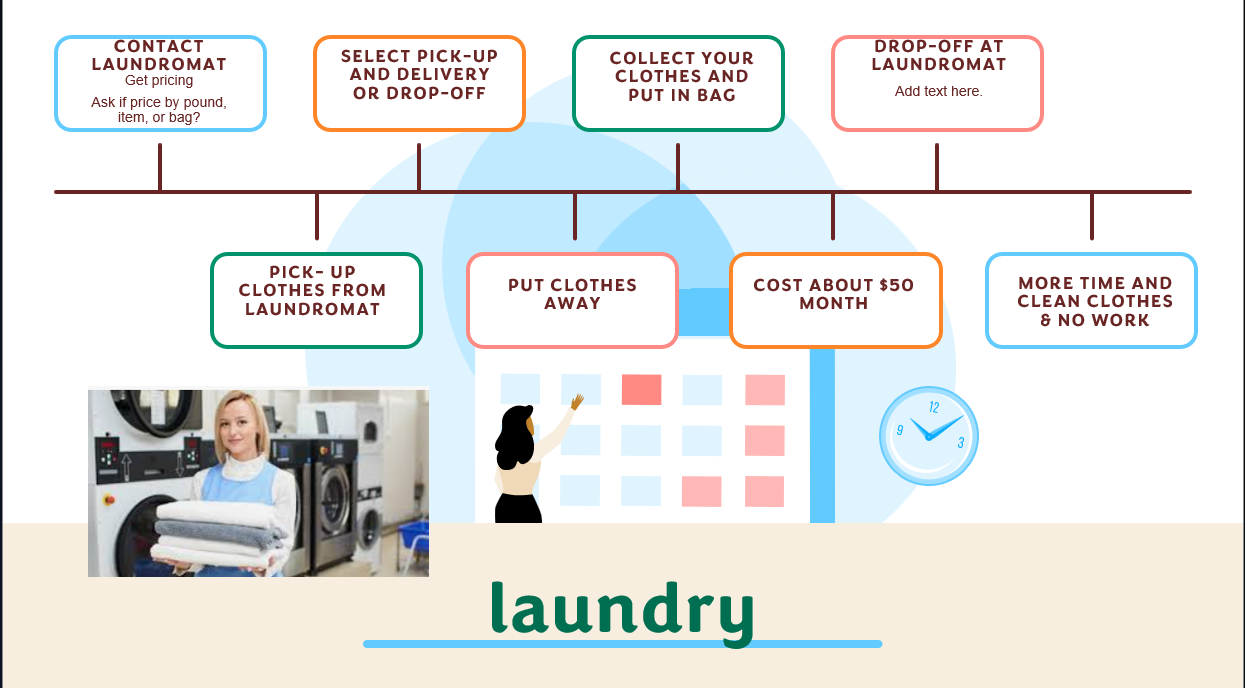 CONTACT
LAUNDROMAT
Get pricing
Ask if price by pound,
item, or bag?
SELECT PICK-UP
AND DELIVERY
OR DROP-OFF
COLLECT YOUR
CLOTHES AND
PUT IN BAG
DROP-OFF AT
LAUNDROMAT
Add text here.
PICK- UP
CLOTHES FROM
LAUNDROMAT
PUT CLOTHES
AWAY
COST ABOUT $50
MONTH
MORE TIME AND
CLEAN CLOTHES
& NO WORK
12
9
3
laundry